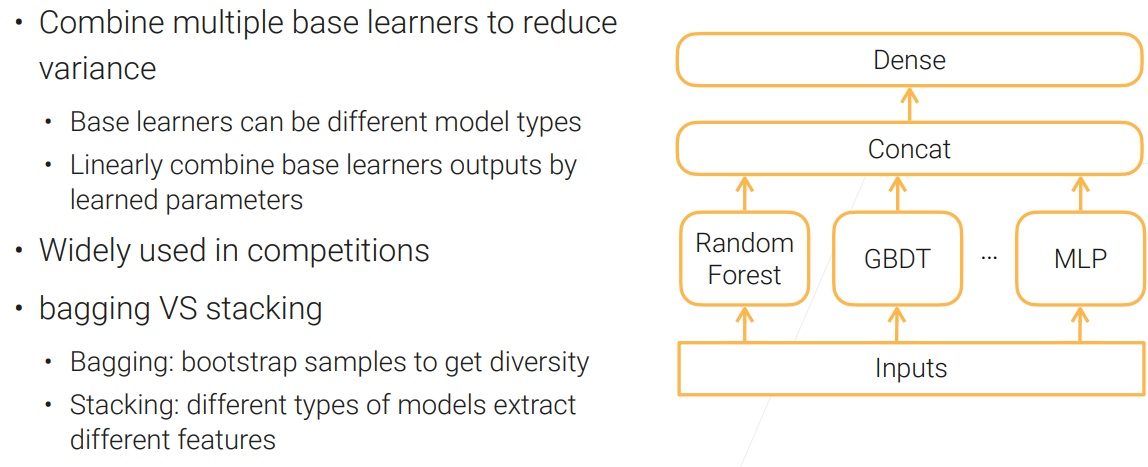 Combine multiple base learners to reduce
variance
Base learners can be different model types
Linearly combine base learners outputs by
learned parameters
Widely used in competitions
bagging VS stacking
Bagging: bootstrap samples to get diversity
Stacking: different types of models extract
different features
Dense
Concat
Random
Forest
GBDT
...
MLP
Inputs